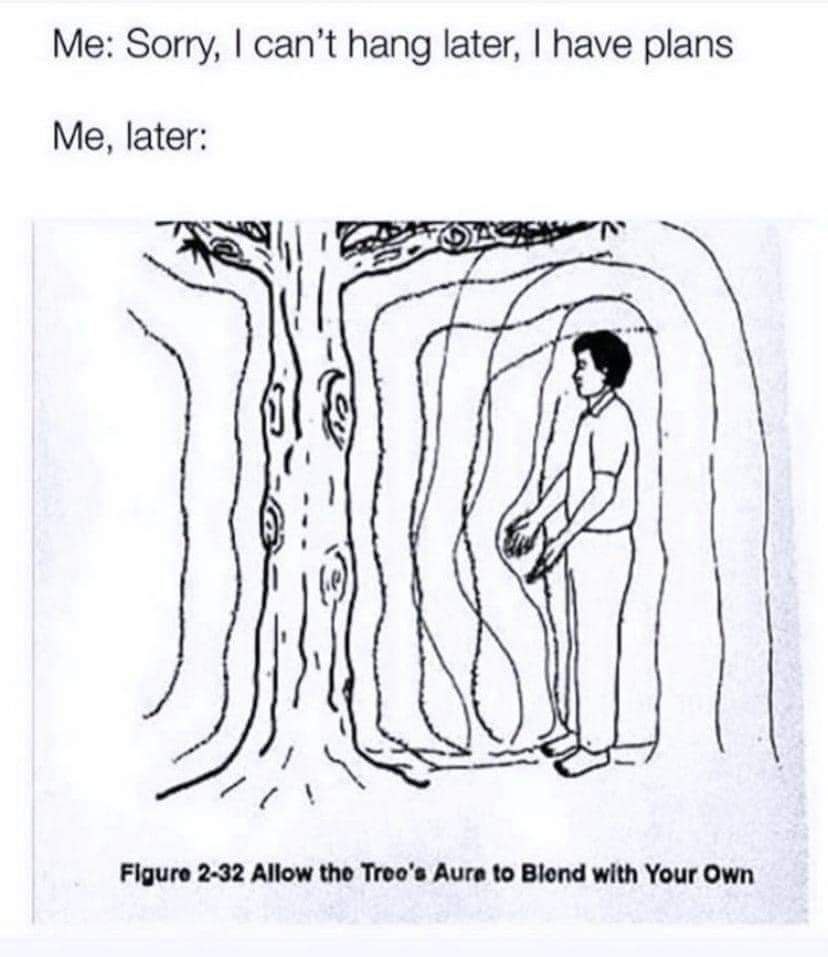 Me: Sorry, I can't hang later, I have plans
Me, later:
Figure 2-32 Allow the Tree's Aura to Blend with Your Own